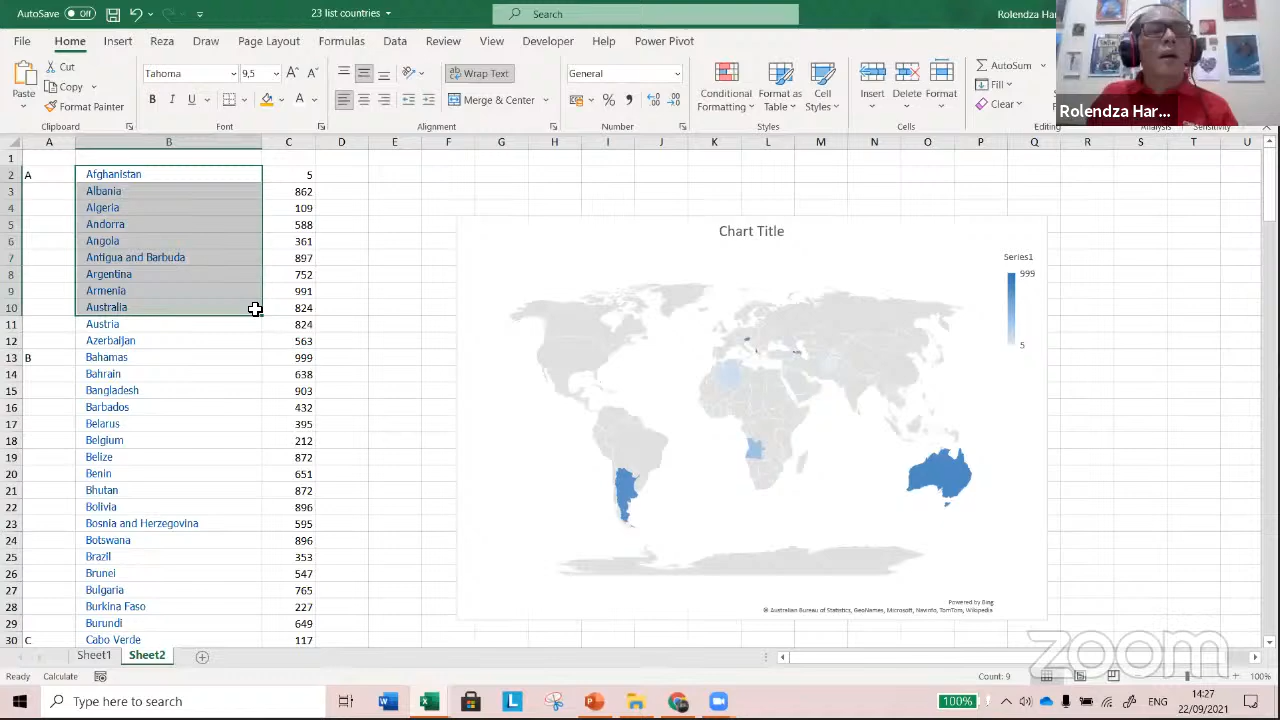 AutoSave Off 23 list countries Search Rolendza Har
File Home Insert Reza Draw Page Layout Formulas Data Review View Developer Help Power Pivot
Paste Cut Copy Format Painter
Tahoma 9.5 Wrap Text Merge & Center General
Conditional Formatting Format as Table Cell Styles Insert Delete Format AutoSum Fill Clear
Clipboard Font Alignment Number Styles Cells Editing Analysis Sensitivity
Rolendza Har...
A B C D E F G H I J K L M N O P Q R S T U
1
2 A Afghanistan 5
3 Albania 862
4 Algeria 109
5 Andorra 588
6 Angola 361
7 Antigua and Barbuda 897
8 Argentina 752
9 Armenia 991
10 Australia 824
11 Austria 824
12 Azerbaijan 563
13 B Bahamas 999
14 Bahrain 638
15 Bangladesh 903
16 Barbados 432
17 Belarus 395
18 Belgium 212
19 Belize 872
20 Benin 651
21 Bhutan 872
22 Bolivia 896
23 Bosnia and Herzegovina 595
24 Botswana 896
25 Brazil 353
26 Brunei 547
27 Bulgaria 765
28 Burkina Faso 227
29 Burundi 649
30 C Cabo Verde 117
Chart Title
Series1
999
5
Powered by Bing
© Australian Bureau of Statistics, GeoNames, Microsoft, Navinfo, TomTom, Wikipedia
zoom
Sheet1 Sheet2
Ready Calculate Count: 9 100%
Type here to search 100% 14:27
22/09/2021